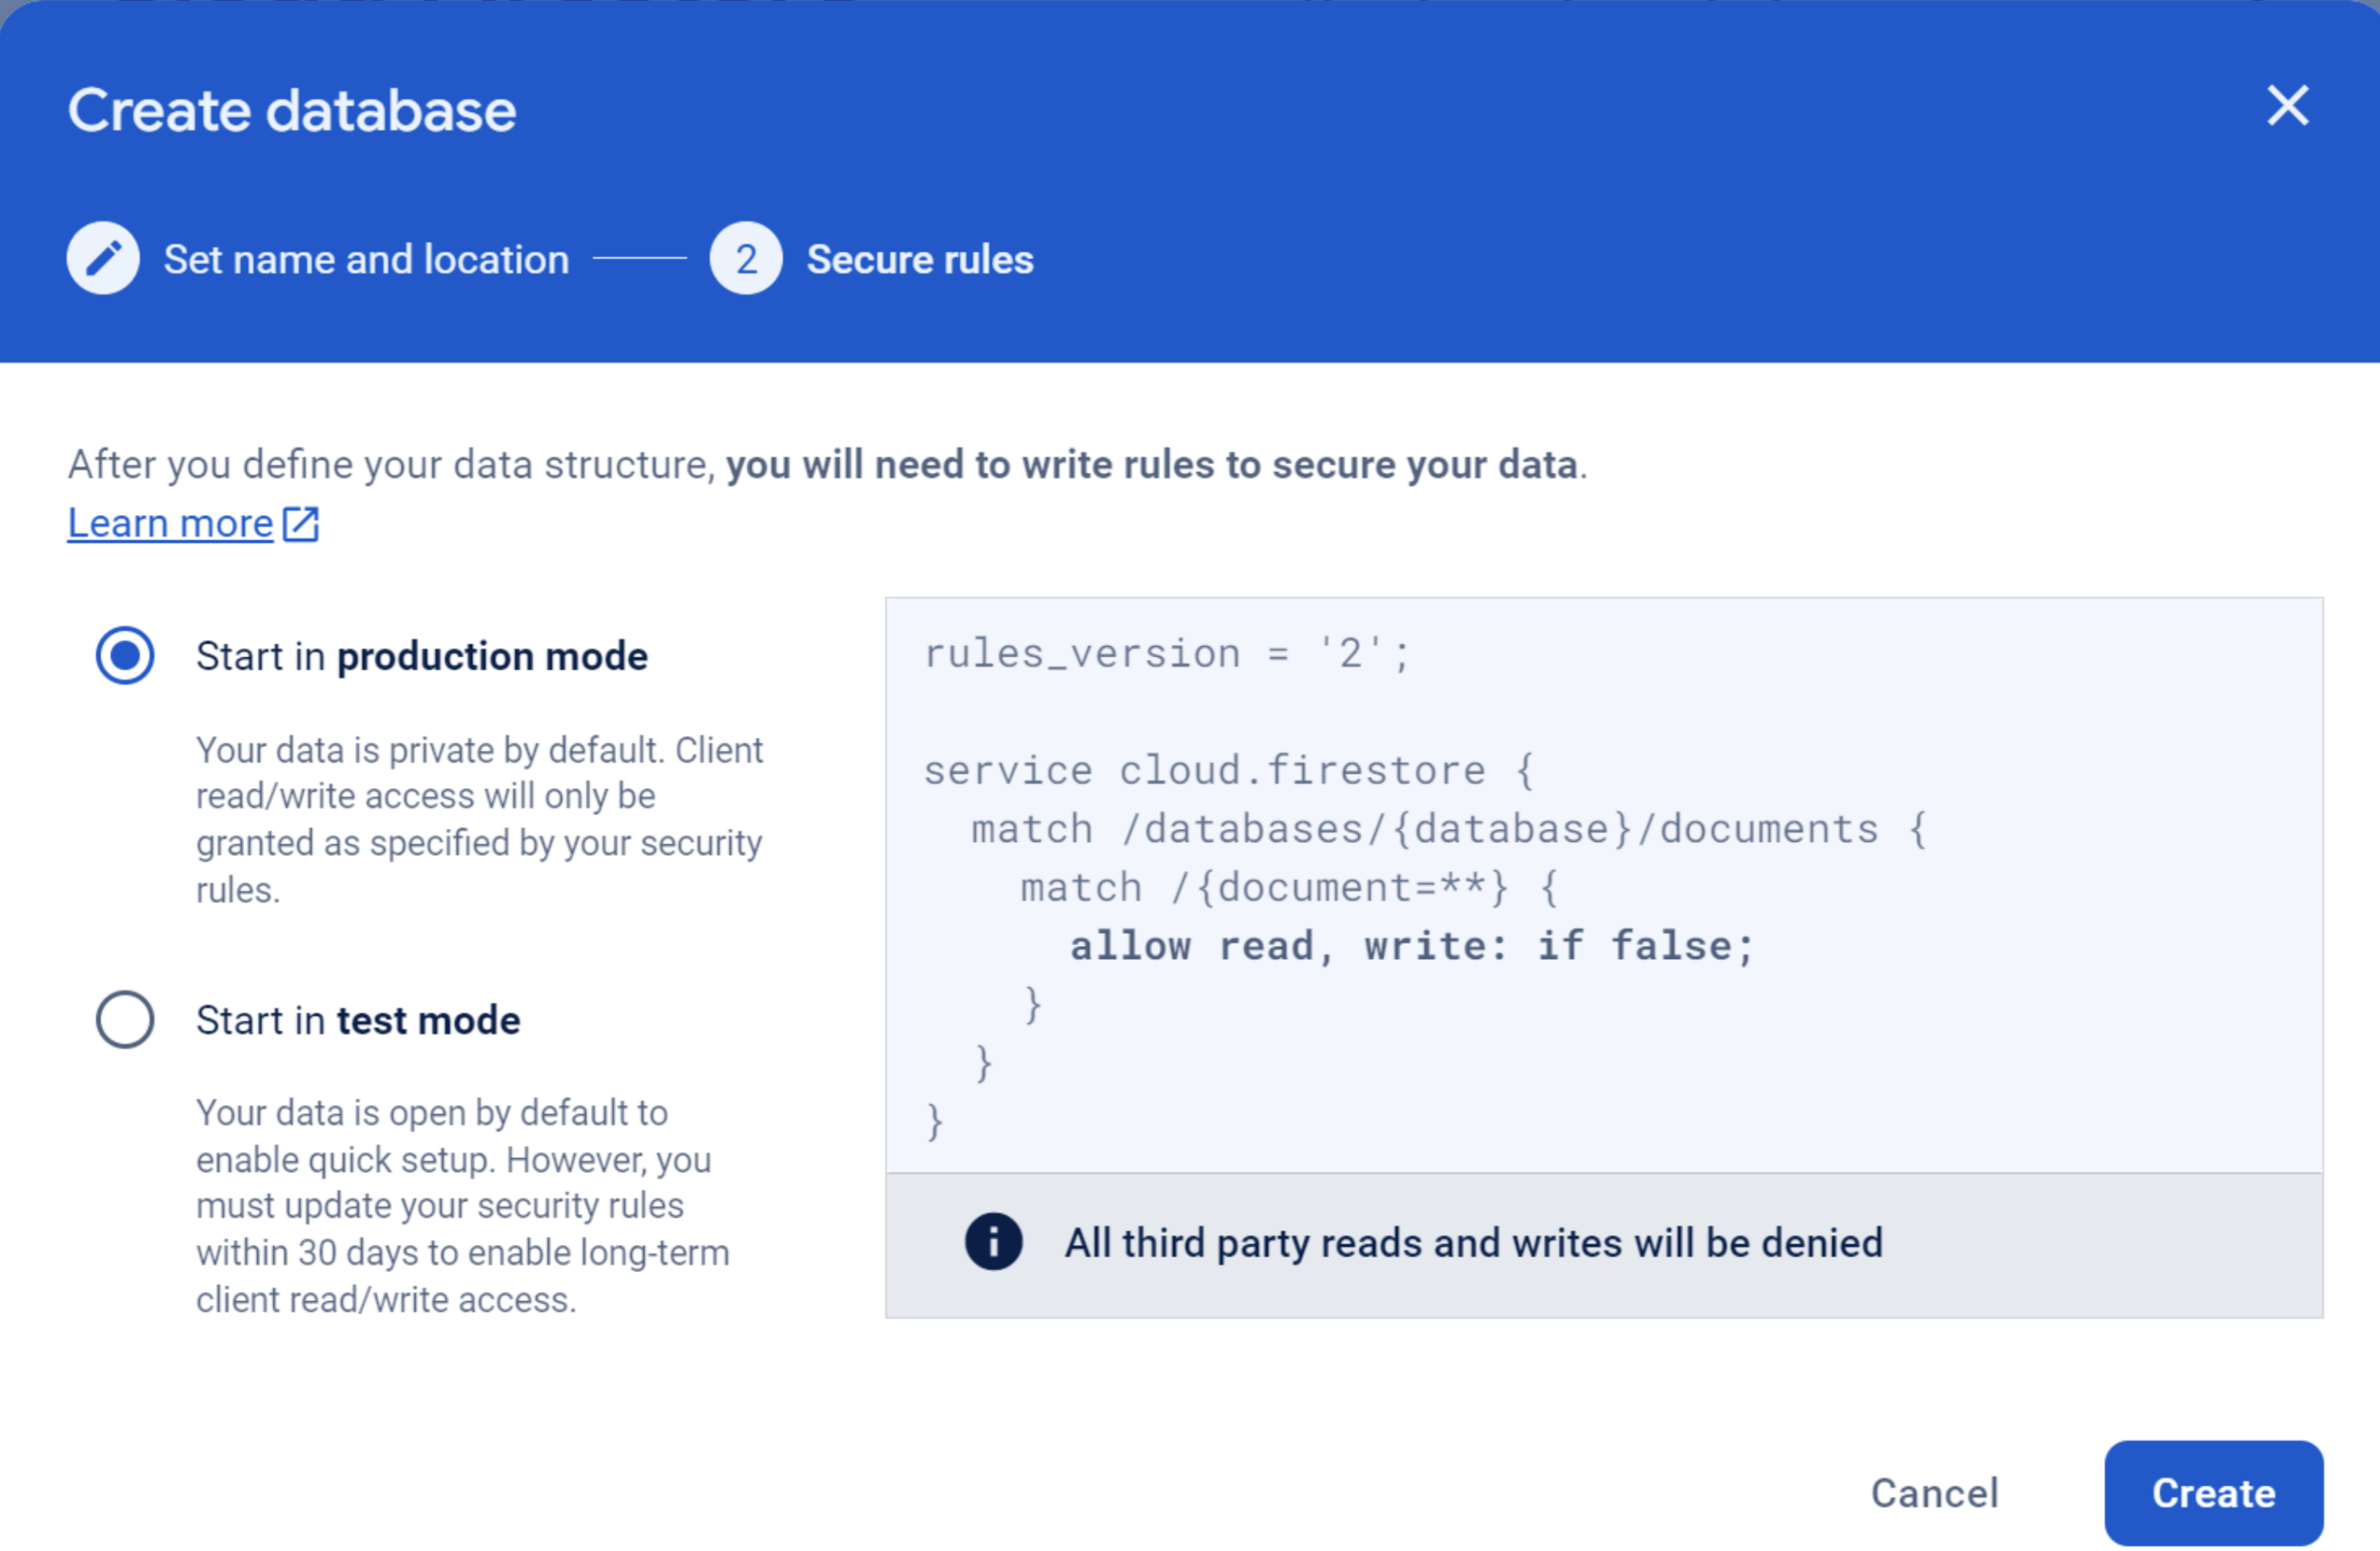 Create database
Set name and location
2 Secure rules
After you define your data structure, you will need to write rules to secure your data.
Learn more
Start in production mode
Your data is private by default. Client
read/write access will only be
granted as specified by your security
rules.
Start in test mode
Your data is open by default to
enable quick setup. However, you
must update your security rules
within 30 days to enable long-term
client read/write access.
rules_version = '2';
service cloud.firestore {
  match /databases/{database}/documents {
    match /{document=**} {
      allow read, write: if false;
    }
  }
}
All third party reads and writes will be denied
Cancel
Create